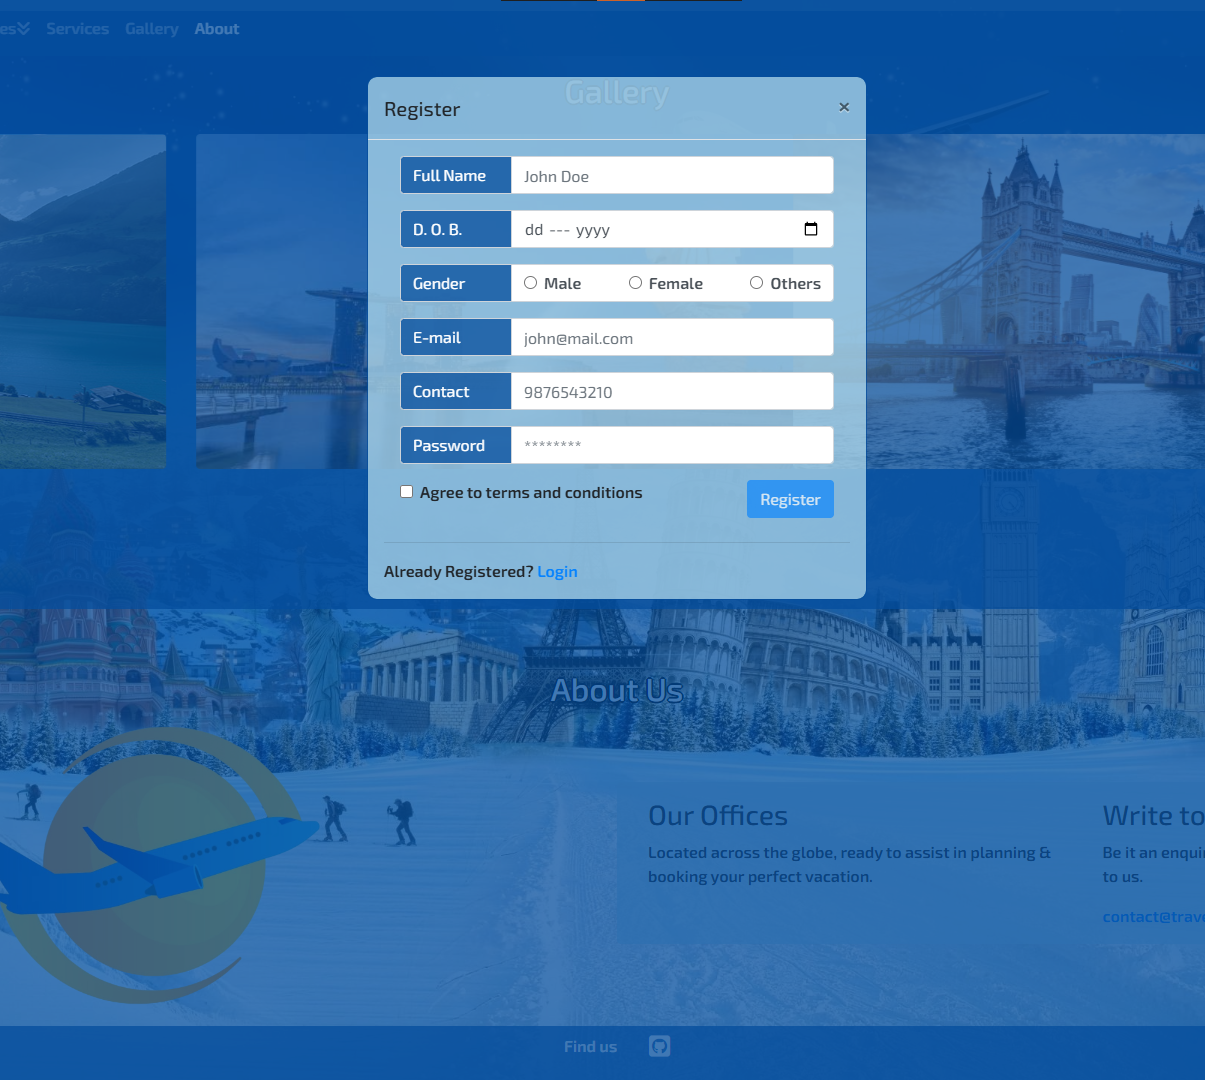 es Services Gallery About
Gallery
Register ×
Full Name John Doe
D. O. B. dd --- yyyy
Gender Male Female Others
E-mail john@mail.com
Contact 9876543210
Password ********
Agree to terms and conditions Register
Already Registered? Login
About Us
Our Offices
Located across the globe, ready to assist in planning &
booking your perfect vacation.
Write to
Be it an enqui
to us.
contact@trav
Find us